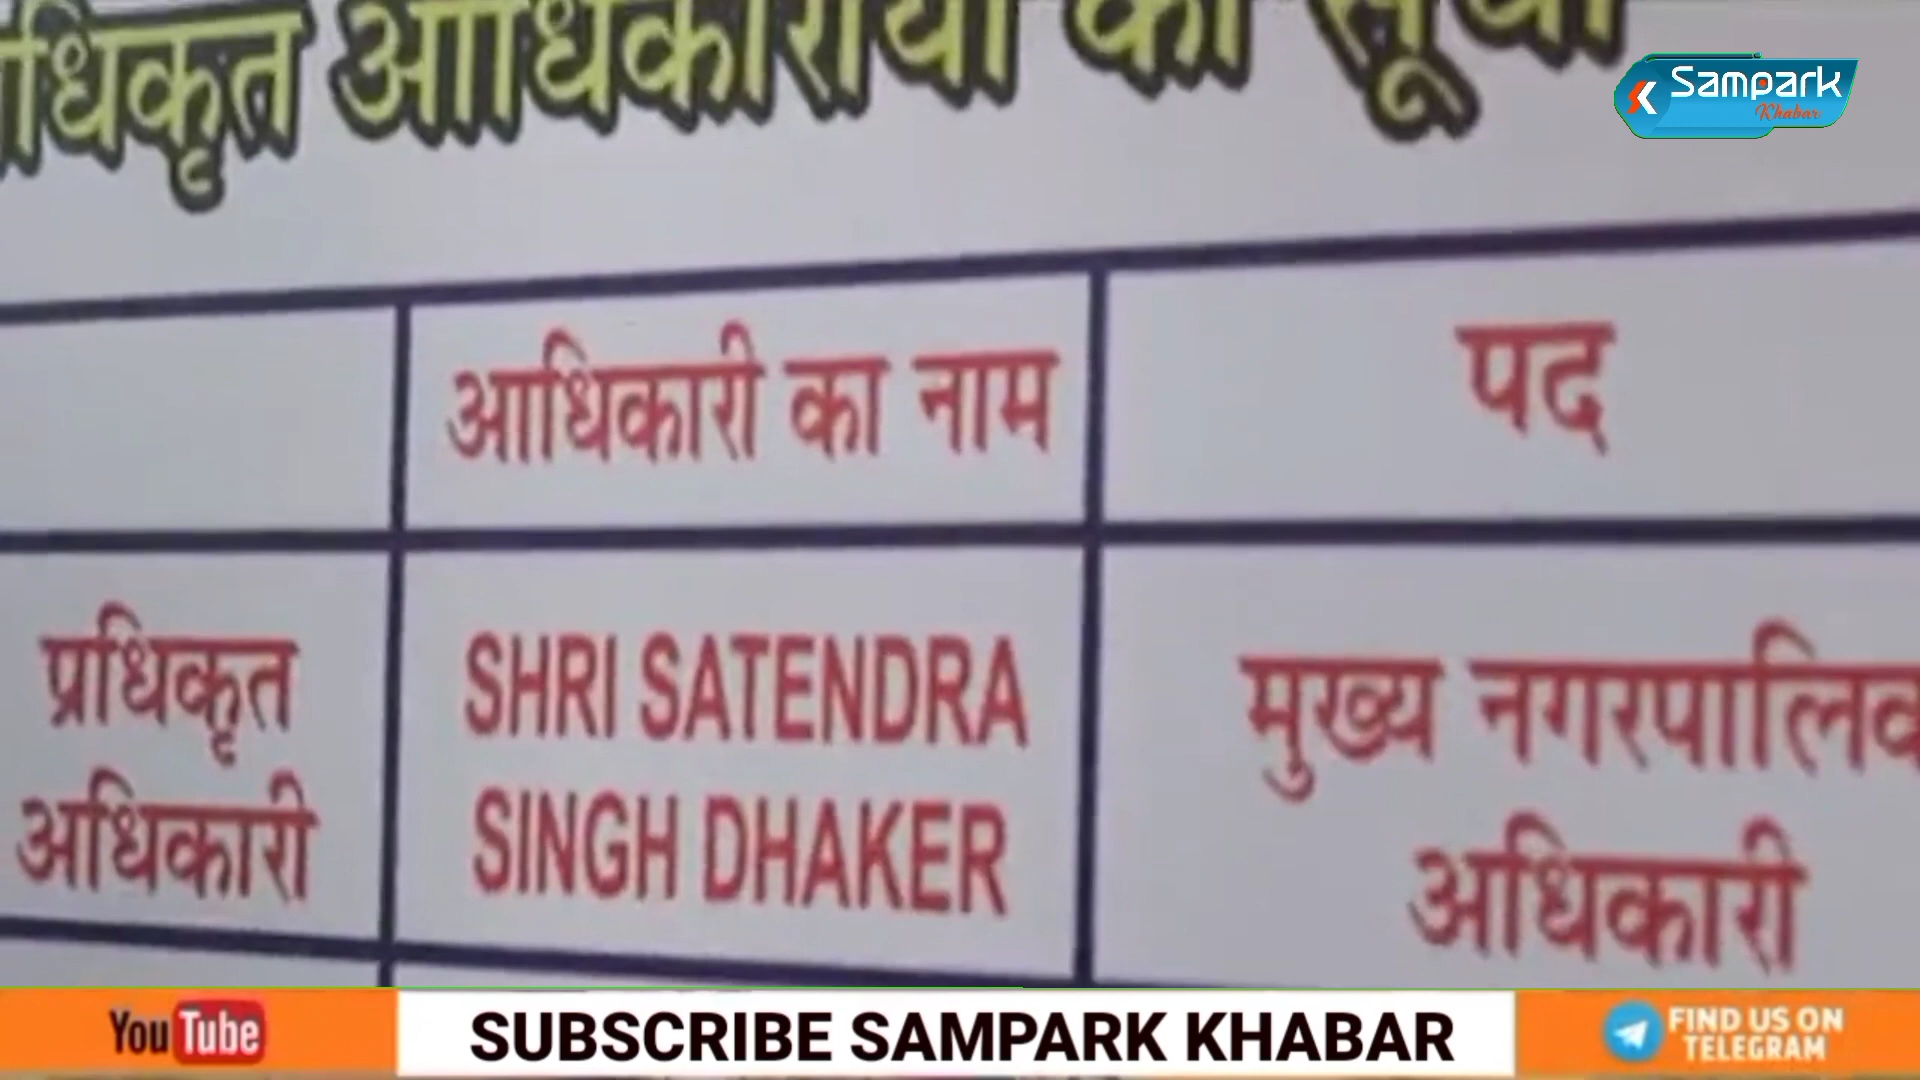 आधिकारियों की सूची
Sampark
Khabar
आधिकारी का नाम
पद
प्रधिकृत
अधिकारी
SHRI SATENDRA
SINGH DHAKER
मुख्य
अधिकारी
YouTube
SUBSCRIBE SAMPARK KHABAR
FIND US ON
TELEGRAM